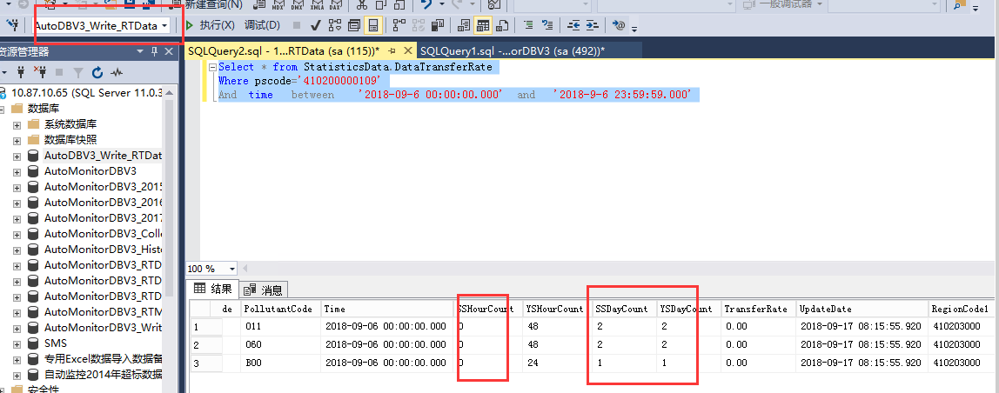 新建查询(N)
MDX
DMX
XMLA
DAX
一般调试器
AutoDBV3_Write_RTData
执行(X)
调试(D)
资源管理器
10.87.10.65 (SQL Server 11.0.3
数据库
系统数据库
数据库快照
AutoDBV3_Write_RTDat
AutoMonitorDBV3
AutoMonitorDBV3_2015
AutoMonitorDBV3_2016
AutoMonitorDBV3_2017
AutoMonitorDBV3_Colle
AutoMonitorDBV3_Histo
AutoMonitorDBV3_RTD
AutoMonitorDBV3_RTD
AutoMonitorDBV3_RTD
AutoMonitorDBV3_RTM
AutoMonitorDBV3_Writ
SMS
专用Excel数据导入数据备
自动监控2014年超标数据
安全性
SQLQuery2.sql - 1...RTData (sa (115))*
SQLQuery1.sql -...orDBV3 (sa (492))*
Select * from StatisticsData.DataTransferRate
Where pscode='410200000109'
And time between '2018-09-6 00:00:00.000' and '2018-9-6 23:59:59.000'
100 %
结果
消息
de PollutantCode Time SSHourCount YSHourCount SSDayCount YSDayCount TransferRate UpdateDate RegionCode1
1 011 2018-09-06 00:00:00.000 0 48 2 2 0.00 2018-09-17 08:15:55.920 410203000
2 060 2018-09-06 00:00:00.000 0 48 2 2 0.00 2018-09-17 08:15:55.920 410203000
3 B00 2018-09-06 00:00:00.000 0 24 1 1 0.00 2018-09-17 08:15:55.920 410203000